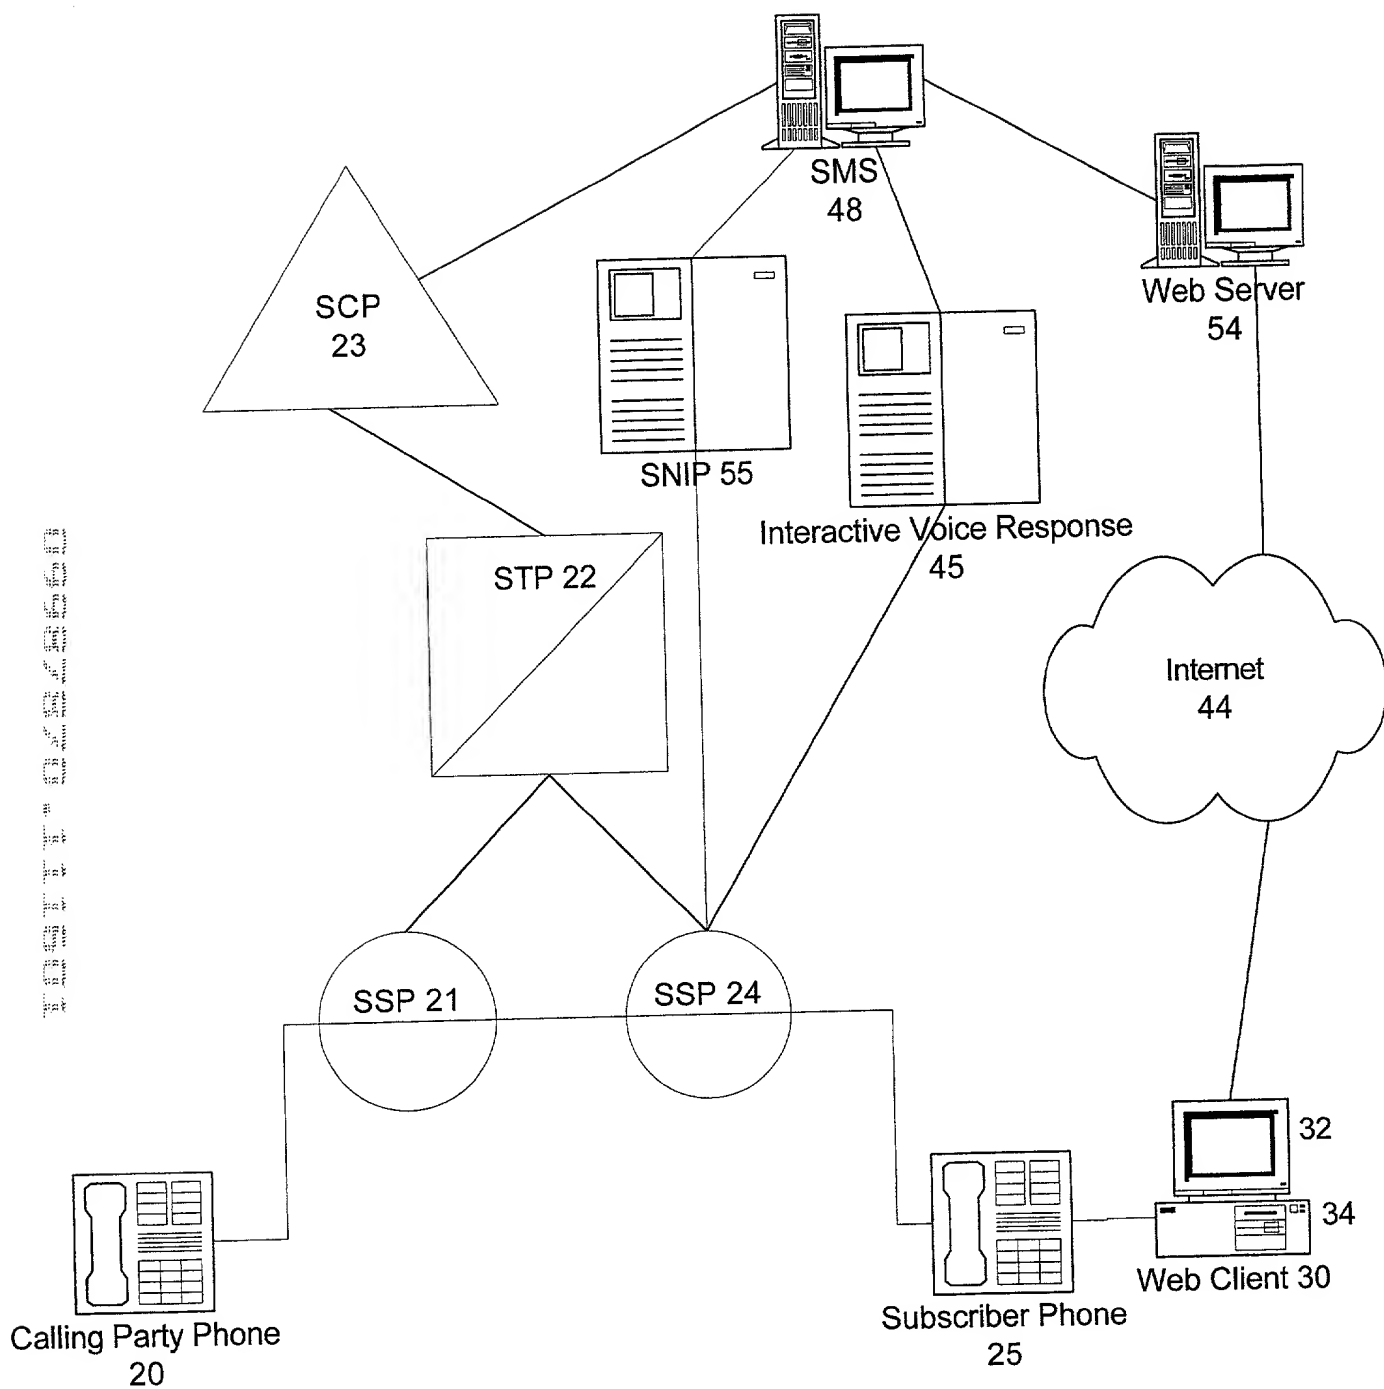 SMS
48
Web Server
54
SCP
23
SNIP 55
Interactive Voice Response
45
STP 22
Internet
44
SSP 21
SSP 24
32
34
Web Client 30
Subscriber Phone
25
Calling Party Phone
20